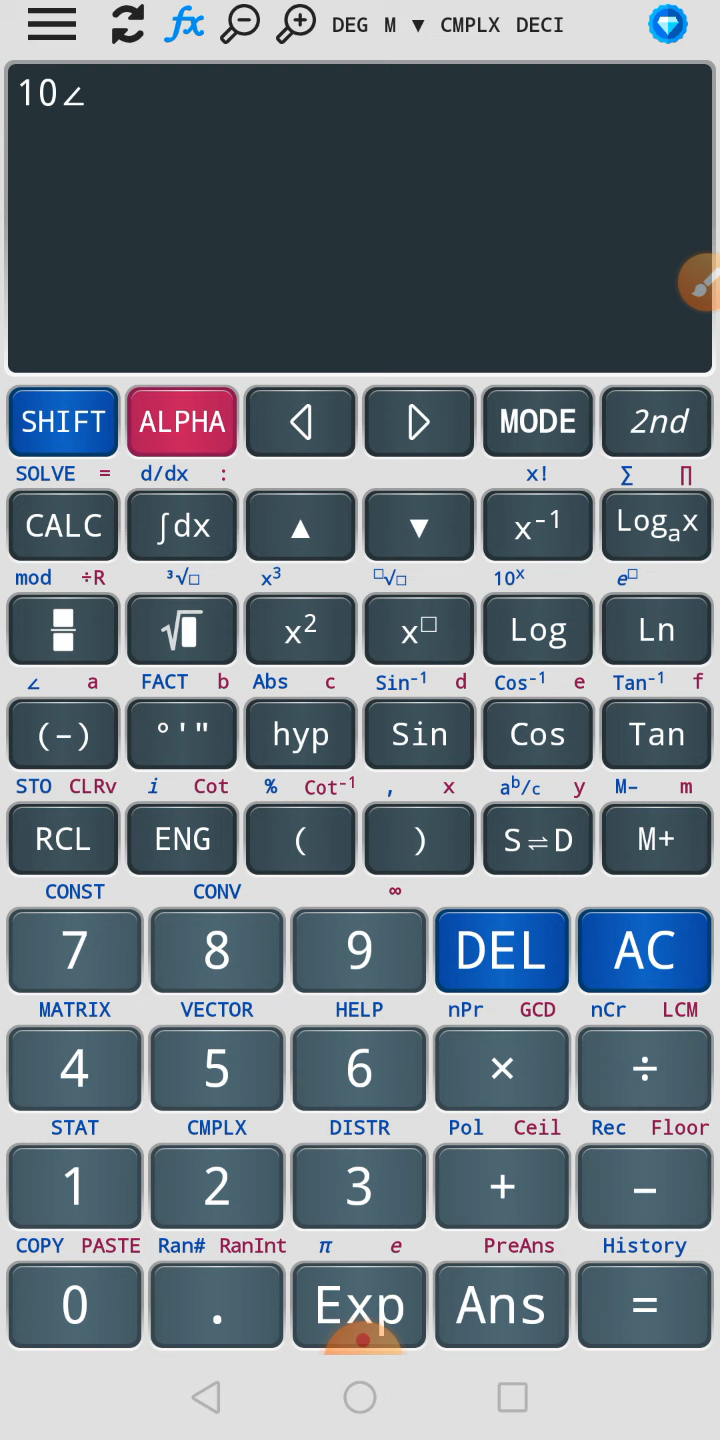 fx DEG M ▼ CMPLX DECI
10∠
SHIFT ALPHA MODE 2nd
SOLVE = d/dx : x! ∑ ∏
CALC ∫dx ▲ ▼ x⁻¹ Logₐx
mod ÷R ³√□ x³ □√□ 10ˣ e□
√ x² x□ Log Ln
∠ a FACT b Abs c Sin⁻¹ d Cos⁻¹ e Tan⁻¹ f
(−) °'" hyp Sin Cos Tan
STO CLRv i Cot % Cot⁻¹ , x aᵇ/c y M− m
RCL ENG ( ) S⇌D M+
CONST CONV ∞
7 8 9 DEL AC
MATRIX VECTOR HELP nPr GCD nCr LCM
4 5 6 × ÷
STAT CMPLX DISTR Pol Ceil Rec Floor
1 2 3 + −
COPY PASTE Ran# RanInt π e PreAns History
0 . Exp Ans =